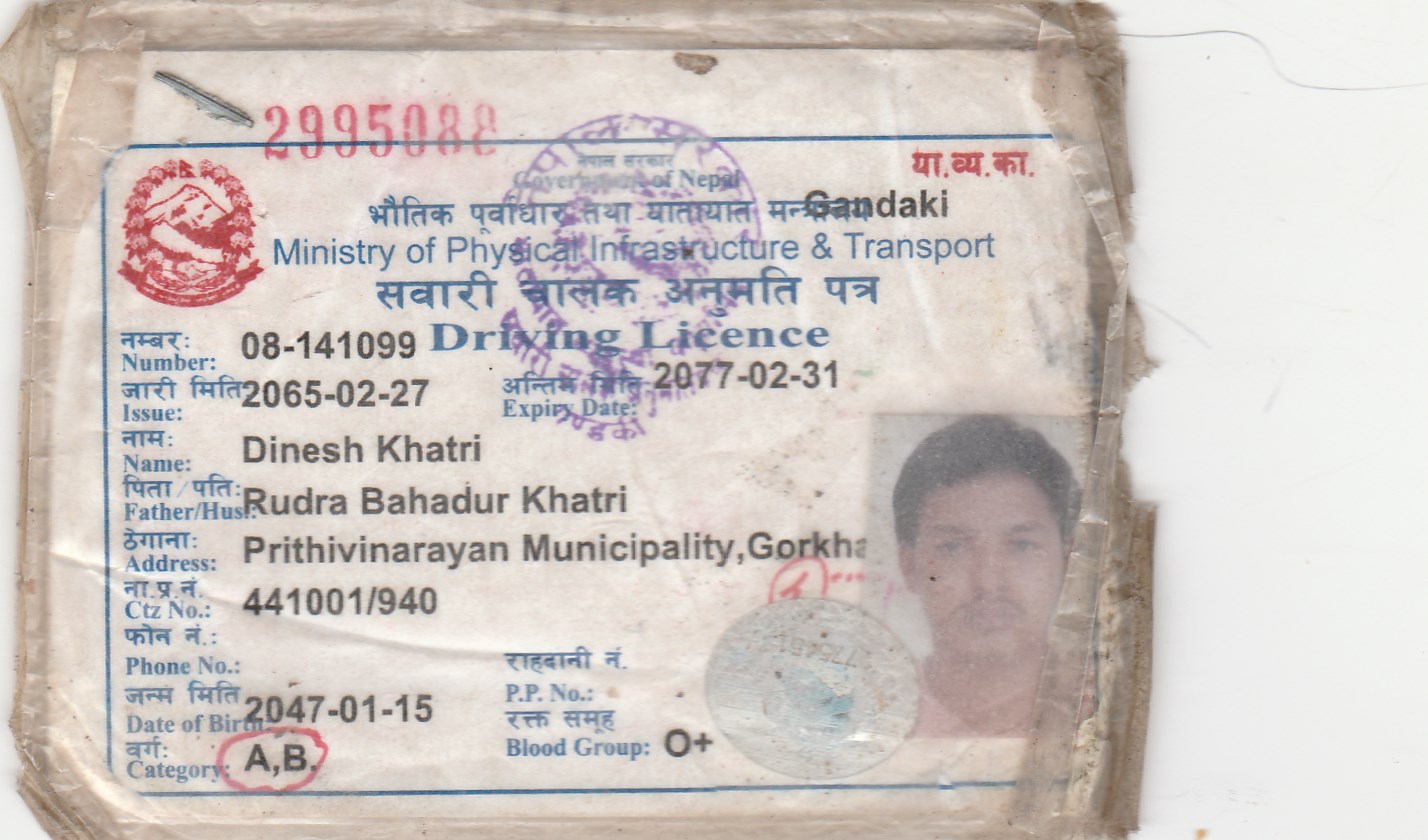 2995088
नेपाल सरकार
Government of Nepal
या.व्य.का.
Gandaki
भौतिक पूर्वाधार तथा यातायात मन्त्रालय
Ministry of Physical Infrastructure & Transport
सवारी चालक अनुमति पत्र
Driving Licence
नम्बर:
Number: 08-141099
जारी मिति 2065-02-27
Issue:
अन्तिम मिति 2077-02-31
Expiry Date:
नाम:
Name: Dinesh Khatri
पिता/पति:
Father/Hus.: Rudra Bahadur Khatri
ठेगाना:
Address: Prithivinarayan Municipality,Gorkha
ना.प्र.नं.
Ctz No.: 441001/940
फोन नं.:
Phone No.:
राहदानी नं.
P.P. No.:
जन्म मिति
Date of Birth: 2047-01-15
रक्त समूह
Blood Group: O+
वर्ग:
Category: A,B.